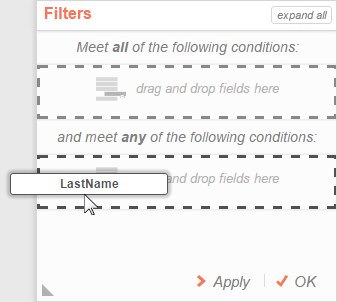 Filters
expand all
Meet all of the following conditions:
drag and drop fields here
and meet any of the following conditions:
LastName
drop fields here
Apply
OK